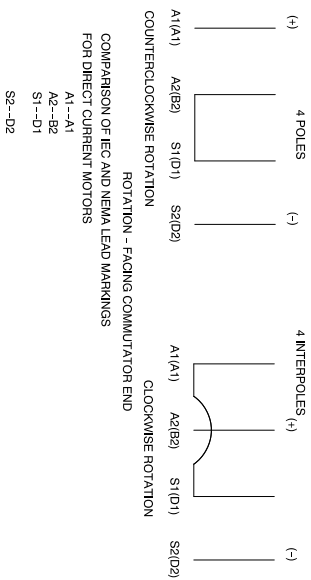 4 POLES
4 INTERPOLES
(+)
(-)
(+)
(-)
A1(A1)
A2(B2)
S1(D1)
S2(D2)
A1(A1)
A2(B2)
S1(D1)
S2(D2)
COUNTERCLOCKWISE ROTATION
CLOCKWISE ROTATION
ROTATION – FACING COMMUTATOR END
COMPARISON OF IEC AND NEMA LEAD MARKINGS
FOR DIRECT CURRENT MOTORS
A1--A1
A2--B2
S1--D1
S2--D2